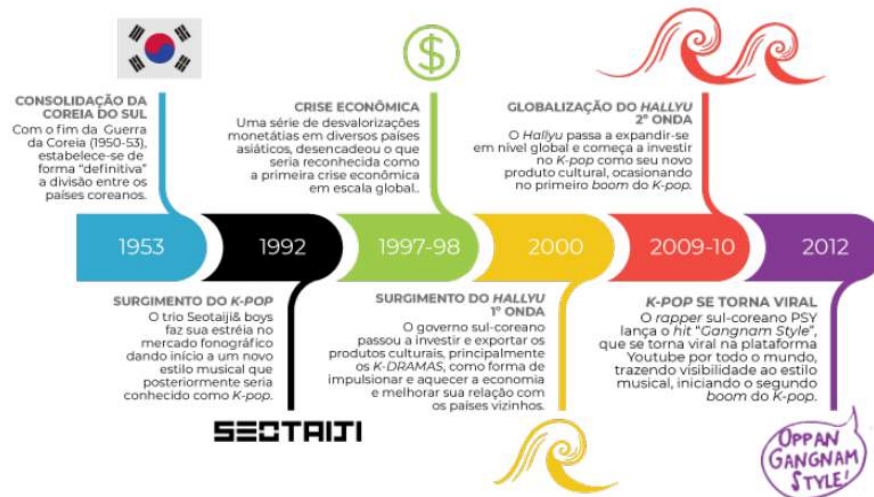 CONSOLIDAÇÃO DA
COREIA DO SUL
Com o fim da Guerra
da Coreia (1950-53),
estabelece-se de
forma "definitiva"
a divisão entre os
países coreanos.
$
CRISE ECONÔMICA
Uma série de desvalorizações
monetátias em diversos países
asiáticos, desencadeou o que
seria reconhecida como
a primeira crise econômica
em escala global..
GLOBALIZAÇÃO DO HALLYU
2ª ONDA
O Hallyu passa a expandir-se
em nível global e começa a investir
no K-pop como seu novo
produto cultural, ocasionando
no primeiro boom do K-pop.
1953
1992
1997-98
2000
2009-10
2012
SURGIMENTO DO K-POP
O trio Seotaiji& boys
faz sua estréia no
mercado fonográfico
dando início a um novo
estilo musical que
posteriormente seria
conhecido como K-pop.
SEOTAIJI
SURGIMENTO DO HALLYU
1º ONDA
O governo sul-coreano
passou a investir e exportar os
produtos culturais, principalmente
os K-DRAMAS, como forma de
impulsionar e aquecer a economia
e melhorar sua relação com
os países vizinhos.
K-POP SE TORNA VIRAL
O rapper sul-coreano PSY
lança o hit "Gangnam Style",
que se torna viral na plataforma
Youtube por todo o mundo,
trazendo visibilidade ao estilo
musical, iniciando o segundo
boom do K-pop.
OPPAN
GANGNAM
STYLE!